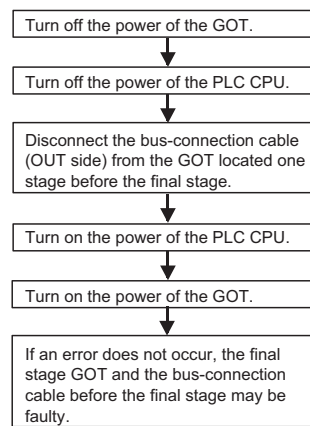 Turn off the power of the GOT.
Turn off the power of the PLC CPU.
Disconnect the bus-connection cable
(OUT side) from the GOT located one
stage before the final stage.
Turn on the power of the PLC CPU.
Turn on the power of the GOT.
If an error does not occur, the final
stage GOT and the bus-connection
cable before the final stage may be
faulty.